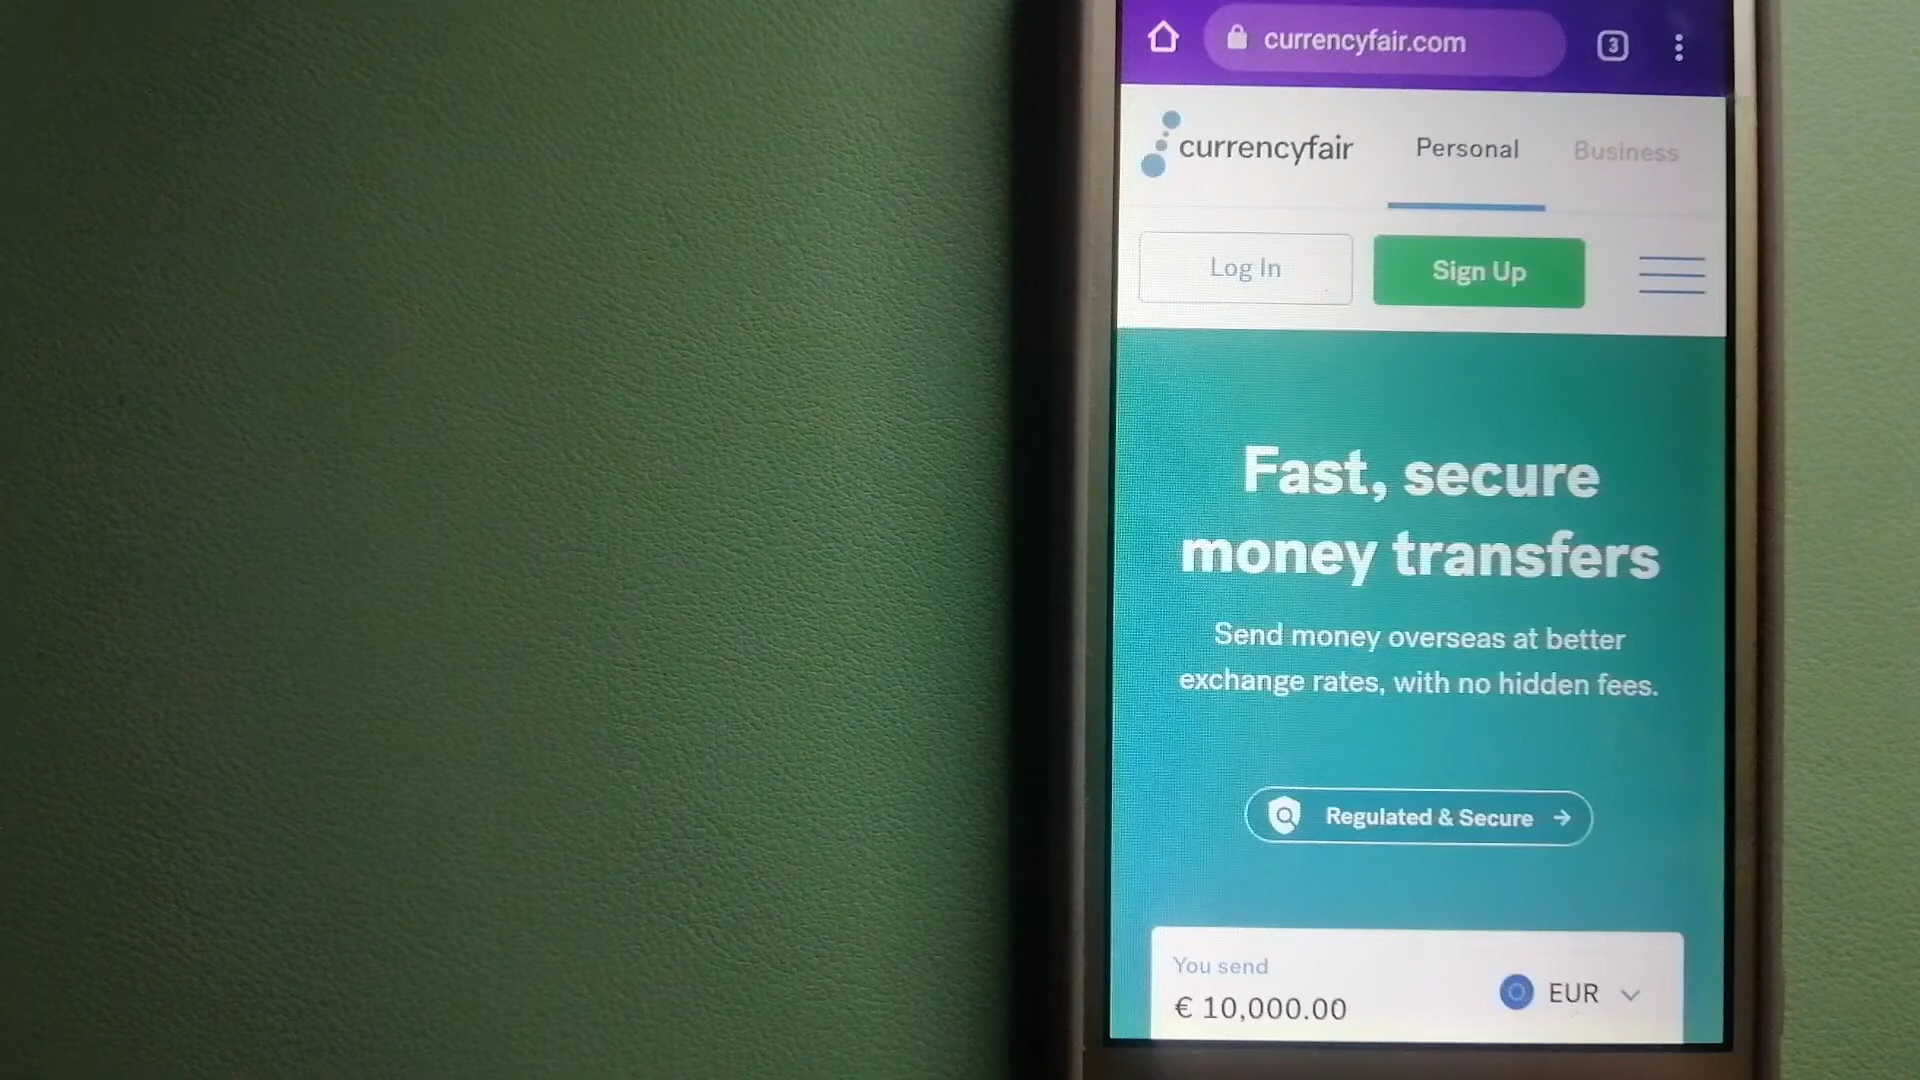 currencyfair.com
3
currencyfair Personal Business
Log In Sign Up
Fast, secure
money transfers
Send money overseas at better
exchange rates, with no hidden fees.
Regulated & Secure →
You send
€ 10,000.00
EUR